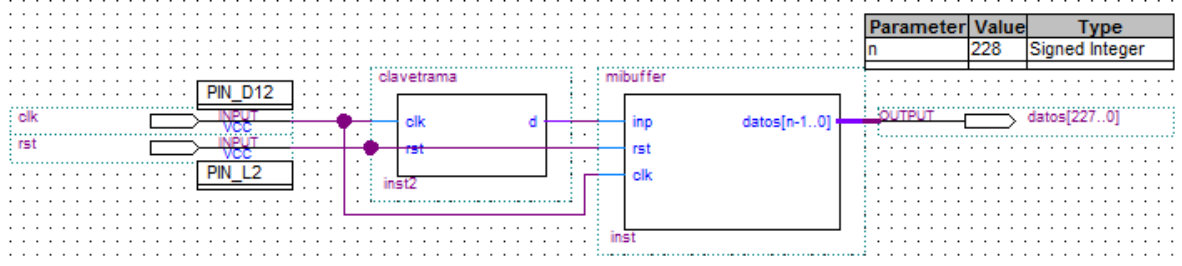 Parameter Value Type
n 228 Signed Integer
clavetrama
mibuffer
PIN_D12
clk INPUT VCC
clk d
inp datos[n-1..0]
OUTPUT datos[227..0]
rst INPUT VCC
rst
rst
PIN_L2
clk
inst2
inst